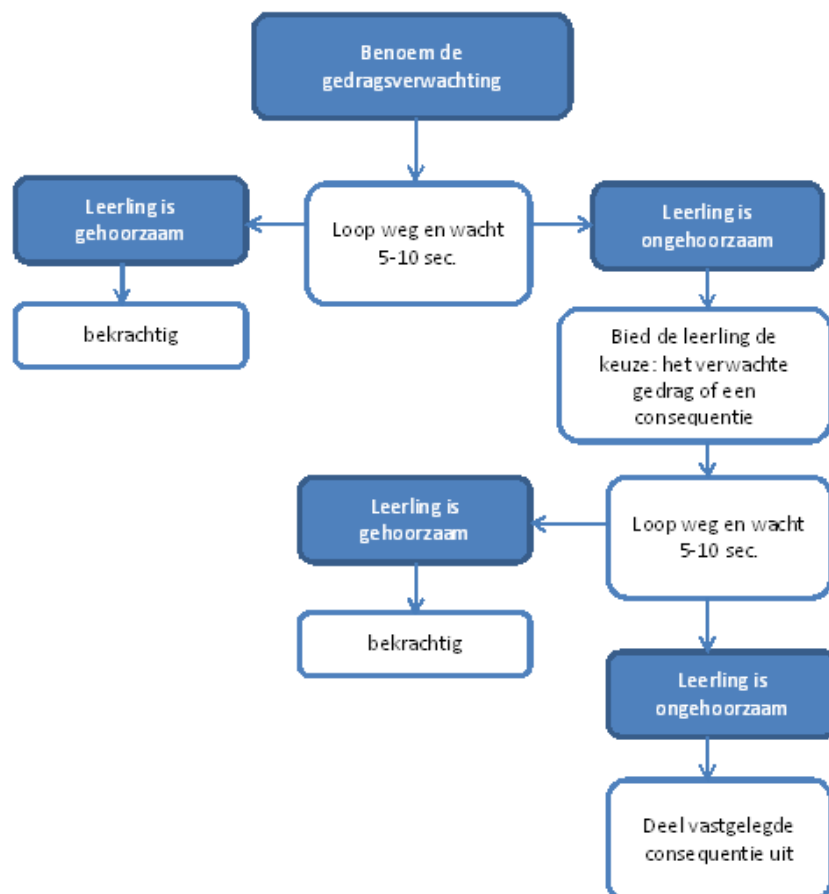 Benoem de
gedragsverwachting
Leerling is
gehoorzaam
Loop weg en wacht
5-10 sec.
Leerling is
ongehoorzaam
bekrachtig
Bied de leerling de
keuze: het verwachte
gedrag of een
consequentie
Leerling is
gehoorzaam
Loop weg en wacht
5-10 sec.
bekrachtig
Leerling is
ongehoorzaam
Deel vastgelegde
consequentie uit